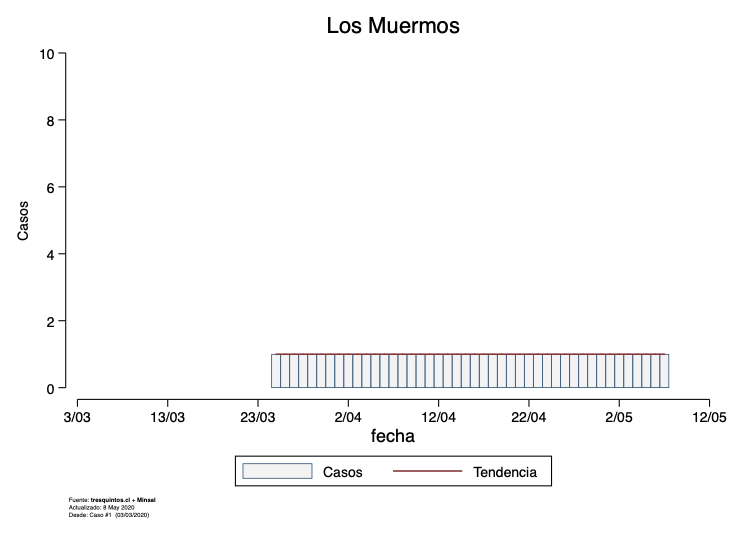 Los Muermos
10
8
6
4
2
0
Casos
3/03 13/03 23/03 2/04 12/04 22/04 2/05 12/05
fecha
Casos Tendencia
Fuente: tresquintos.cl + Minsal
Actualizado: 8 May 2020
Desde: Caso #1 (03/03/2020)